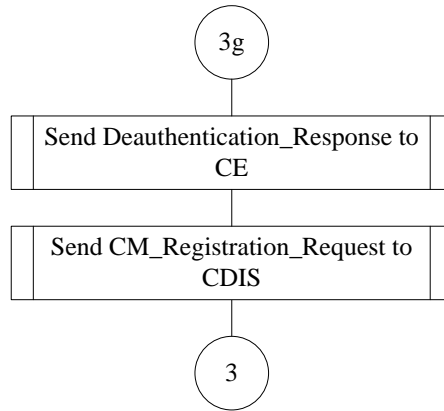 3g
Send Deauthentication_Response to
CE
Send CM_Registration_Request to
CDIS
3